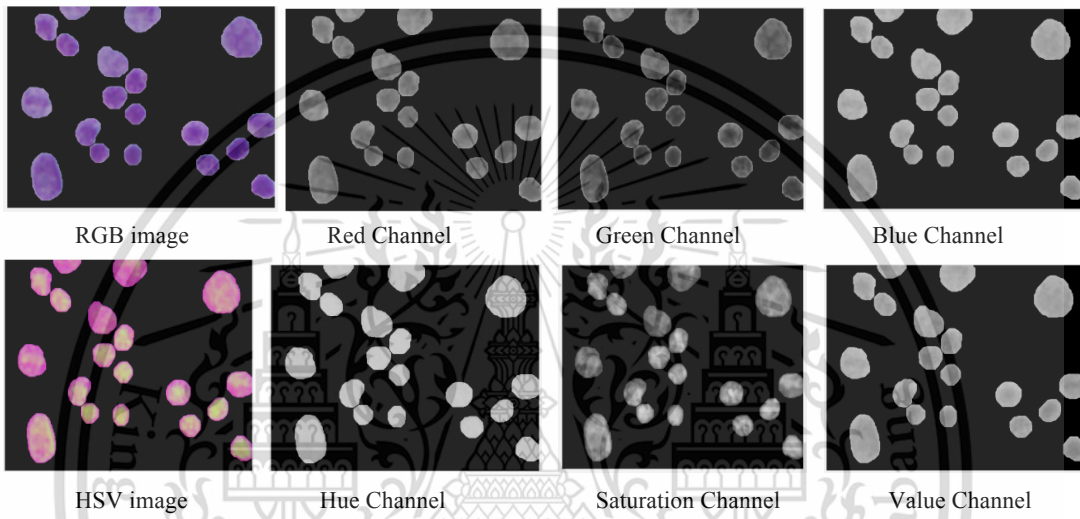 RGB image
Red Channel
Green Channel
Blue Channel
HSV image
Hue Channel
Saturation Channel
Value Channel